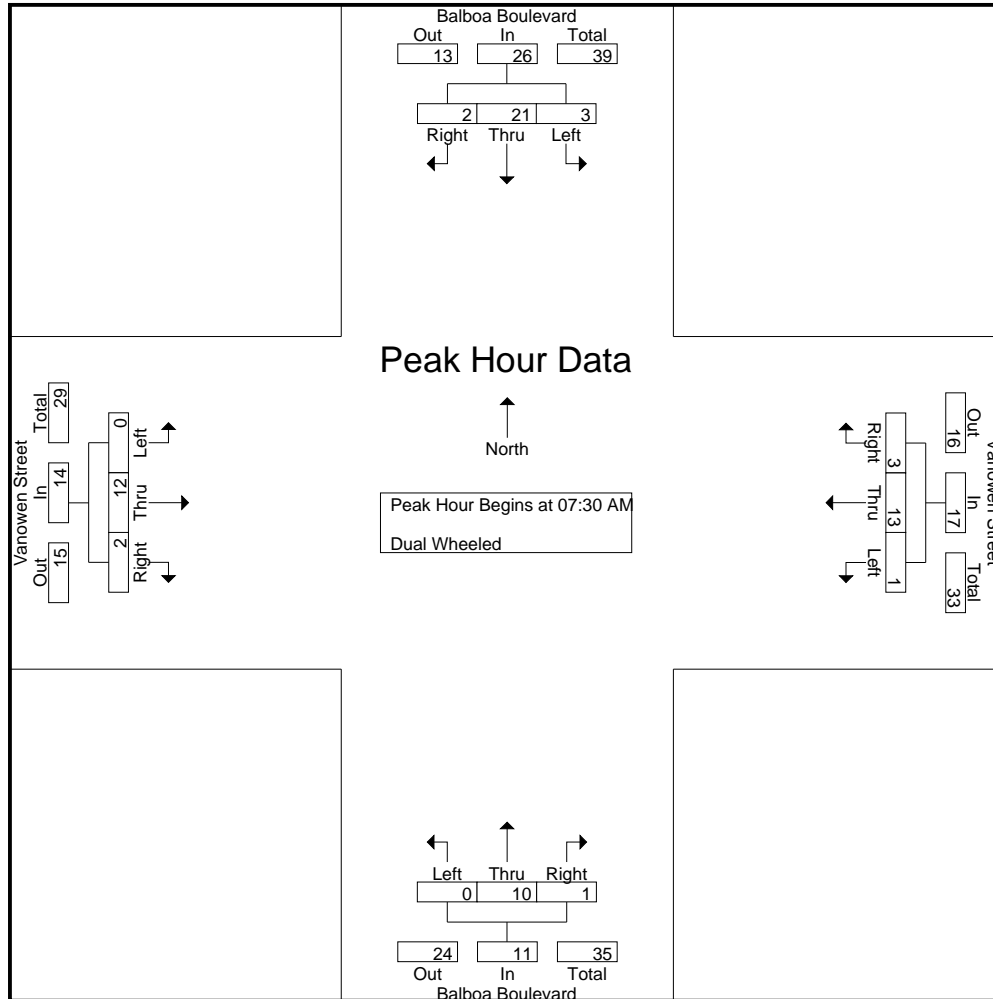 Balboa Boulevard
Out In Total
13 26 39
2 21 3
Right Thru Left
Peak Hour Data
North
Peak Hour Begins at 07:30 AM
Dual Wheeled
Vanowen Street
Total In Out
29 14 15
0 12 2
Left Thru Right
Right Thru Left
3 13 1
Out In Total
16 17 33
Vanowen Street
Left Thru Right
0 10 1
24 11 35
Out In Total
Balboa Boulevard